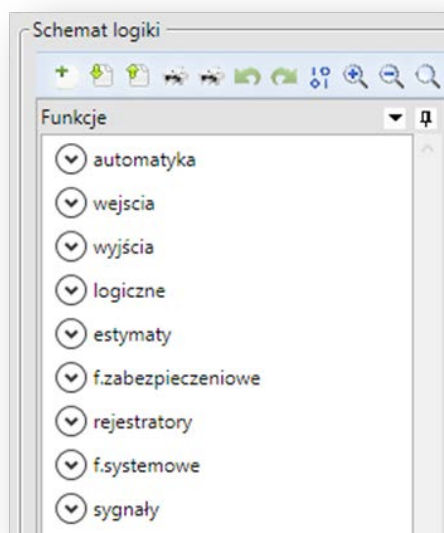 Schemat logiki
Funkcje
automatyka
wejscia
wyjścia
logiczne
estymaty
f.zabezpieczeniowe
rejestratory
f.systemowe
sygnały